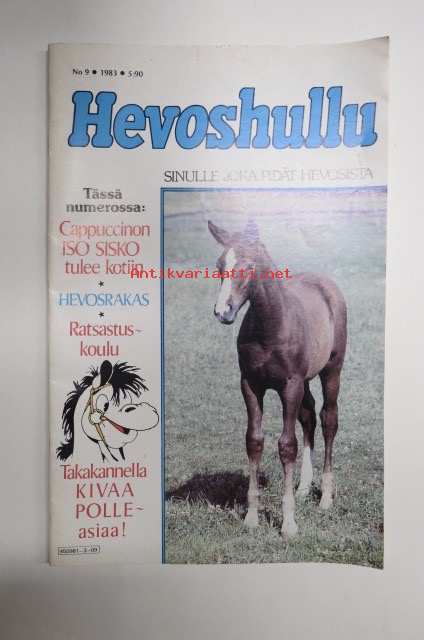 No 9 • 1983 • 5:90
Hevoshullu
SINULLE JOKA PIDÄT HEVOSISTA
Tässä
numerossa:
Cappuccinon
ISO SISKO
tulee kotiin
*
HEVOSRAKAS
*
Ratsastus-
koulu
Takakannella
KIVAA
POLLE-
asiaa!
Antikvariaatti.net